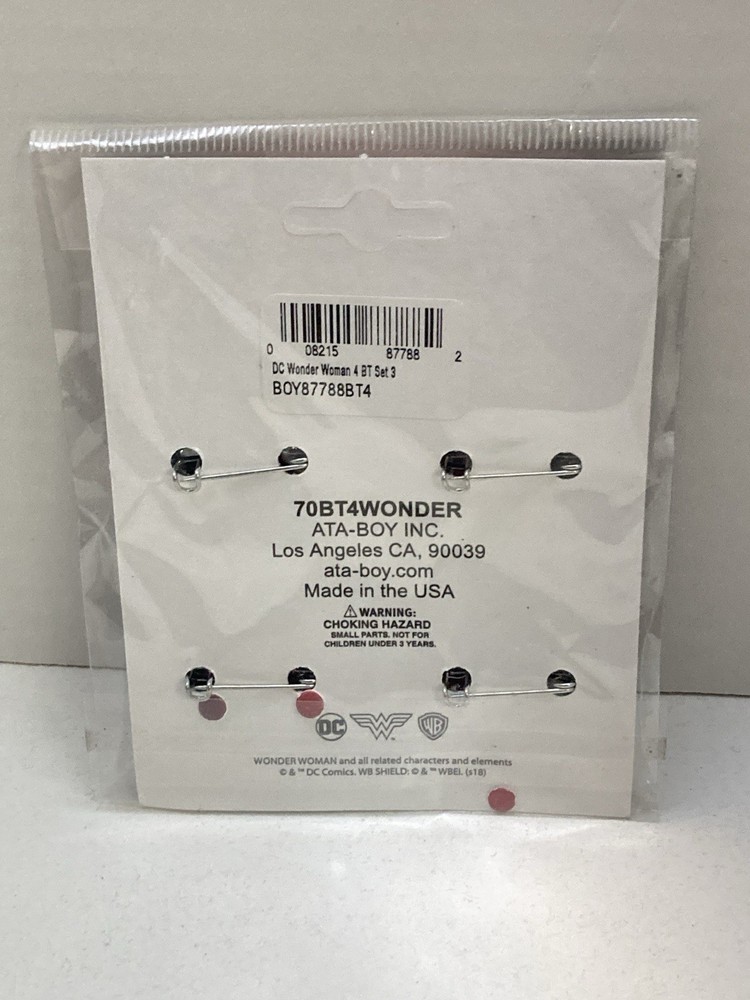 0 08215 87788 2
DC Wonder Woman 4 BT Set 3
BOY87788BT4
70BT4WONDER
ATA-BOY INC.
Los Angeles CA, 90039
ata-boy.com
Made in the USA
⚠ WARNING:
CHOKING HAZARD
SMALL PARTS. NOT FOR
CHILDREN UNDER 3 YEARS.
DC WB
WONDER WOMAN and all related characters and elements
© & ™ DC Comics. WB SHIELD: © & ™ WBEI. (s18)